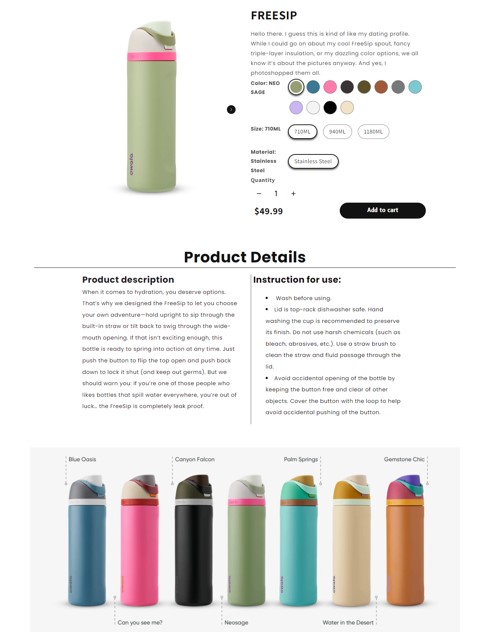 FREESIP
Hello there. I guess this is kind of like my dating profile.
While I could go on about my cool FreeSip spout, fancy
triple-layer insulation, or my dazzling color options, we all
know it's about the pictures anyway. And yes, I
photoshopped them all.
Color: NEO
SAGE
Size: 710ML
710ML
940ML
1180ML
Material:
Stainless
Steel
Stainless Steel
Quantity
− 1 +
$49.99
Add to cart
owala
Product Details
Product description
When it comes to hydration, you deserve options.
That's why we designed the FreeSip to let you choose
your own adventure—hold upright to sip through the
built-in straw or tilt back to swig through the wide-
mouth opening. If that isn't exciting enough, this
bottle is ready to spring into action at any time. Just
push the button to flip the top open and push back
down to lock it shut (and keep out germs). But we
should warn you: If you're one of those people who
likes bottles that spill water everywhere, you're out of
luck... the FreeSip is completely leak proof.
Instruction for use:
• Wash before using.
• Lid is top-rack dishwasher safe. Hand
washing the cup is recommended to preserve
its finish. Do not use harsh chemicals (such as
bleach, abrasives, etc.). Use a straw brush to
clean the straw and fluid passage through the
lid.
• Avoid accidental opening of the bottle by
keeping the button free and clear of other
objects. Cover the button with the loop to help
avoid accidental pushing of the button.
Blue Oasis
Canyon Falcon
Palm Springs
Gemstone Chic
Can you see me?
Neosage
Water in the Desert